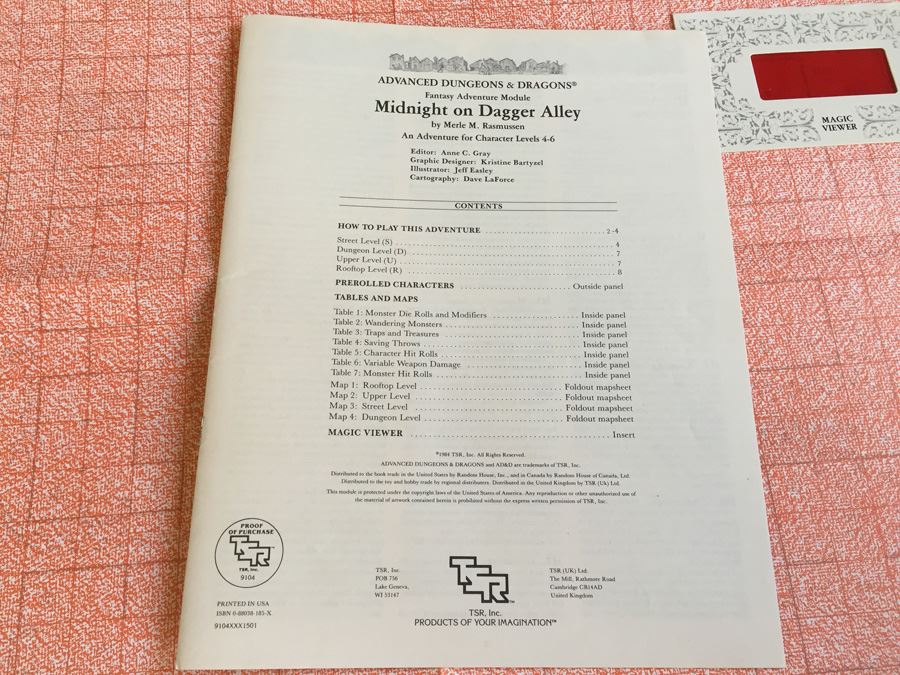 ADVANCED DUNGEONS & DRAGONS®
Fantasy Adventure Module
Midnight on Dagger Alley
by Merle M. Rasmussen
An Adventure for Character Levels 4-6
Editor: Anne C. Gray
Graphic Designer: Kristine Bartyzel
Illustrator: Jeff Easley
Cartography: Dave LaForce
CONTENTS
HOW TO PLAY THIS ADVENTURE 2-4
Street Level (S) 4
Dungeon Level (D) 7
Upper Level (U) 7
Rooftop Level (R) 8
PREROLLED CHARACTERS Outside panel
TABLES AND MAPS
Table 1: Monster Die Rolls and Modifiers Inside panel
Table 2: Wandering Monsters Inside panel
Table 3: Traps and Treasures Inside panel
Table 4: Saving Throws Inside panel
Table 5: Character Hit Rolls Inside panel
Table 6: Variable Weapon Damage Inside panel
Table 7: Monster Hit Rolls Inside panel
Map 1: Rooftop Level Foldout mapsheet
Map 2: Upper Level Foldout mapsheet
Map 3: Street Level Foldout mapsheet
Map 4: Dungeon Level Foldout mapsheet
MAGIC VIEWER Insert
©1984 TSR, Inc. All Rights Reserved.
ADVANCED DUNGEONS & DRAGONS and AD&D are trademarks of TSR, Inc.
Distributed to the book trade in the United States by Random House, Inc., and in Canada by Random House of Canada, Ltd.
Distributed to the toy and hobby trade by regional distributors. Distributed in the United Kingdom by TSR (UK) Ltd.
This module is protected under the copyright laws of the United States of America. Any reproduction or other unauthorized use of
the material or artwork contained herein is prohibited without the express written permission of TSR, Inc.
PROOF
OF PURCHASE
TSR
TSR, Inc.
9104
PRINTED IN USA
ISBN 0-88038-185-X
9104XXX1501
TSR, Inc.
POB 756
Lake Geneva,
WI 53147
TSR™
TSR, Inc.
PRODUCTS OF YOUR IMAGINATION™
TSR (UK) Ltd.
The Mill, Rathmore Road
Cambridge CB14AD
United Kingdom
MAGIC
VIEWER